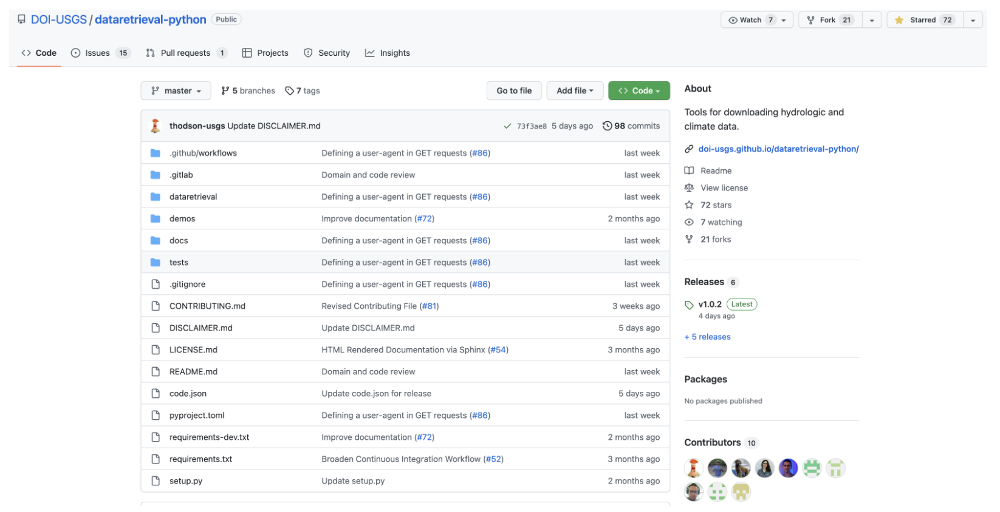 DOI-USGS / dataretrieval-python Public
Watch 7 Fork 21 Starred 72
Code Issues 15 Pull requests 1 Projects Security Insights
master 5 branches 7 tags Go to file Add file Code
thodson-usgs Update DISCLAIMER.md 73f3ae8 5 days ago 98 commits
.github/workflows Defining a user-agent in GET requests (#86) last week
.gitlab Domain and code review last week
dataretrieval Defining a user-agent in GET requests (#86) last week
demos Improve documentation (#72) 2 months ago
docs Defining a user-agent in GET requests (#86) last week
tests Defining a user-agent in GET requests (#86) last week
.gitignore Defining a user-agent in GET requests (#86) last week
CONTRIBUTING.md Revised Contributing File (#81) 3 weeks ago
DISCLAIMER.md Update DISCLAIMER.md 5 days ago
LICENSE.md HTML Rendered Documentation via Sphinx (#54) 3 months ago
README.md Domain and code review last week
code.json Update code.json for release 5 days ago
pyproject.toml Defining a user-agent in GET requests (#86) last week
requirements-dev.txt Improve documentation (#72) 2 months ago
requirements.txt Broaden Continuous Integration Workflow (#52) 3 months ago
setup.py Update setup.py 2 months ago
About
Tools for downloading hydrologic and
climate data.
doi-usgs.github.io/dataretrieval-python/
Readme
View license
72 stars
7 watching
21 forks
Releases 6
v1.0.2 Latest
4 days ago
+ 5 releases
Packages
No packages published
Contributors 10